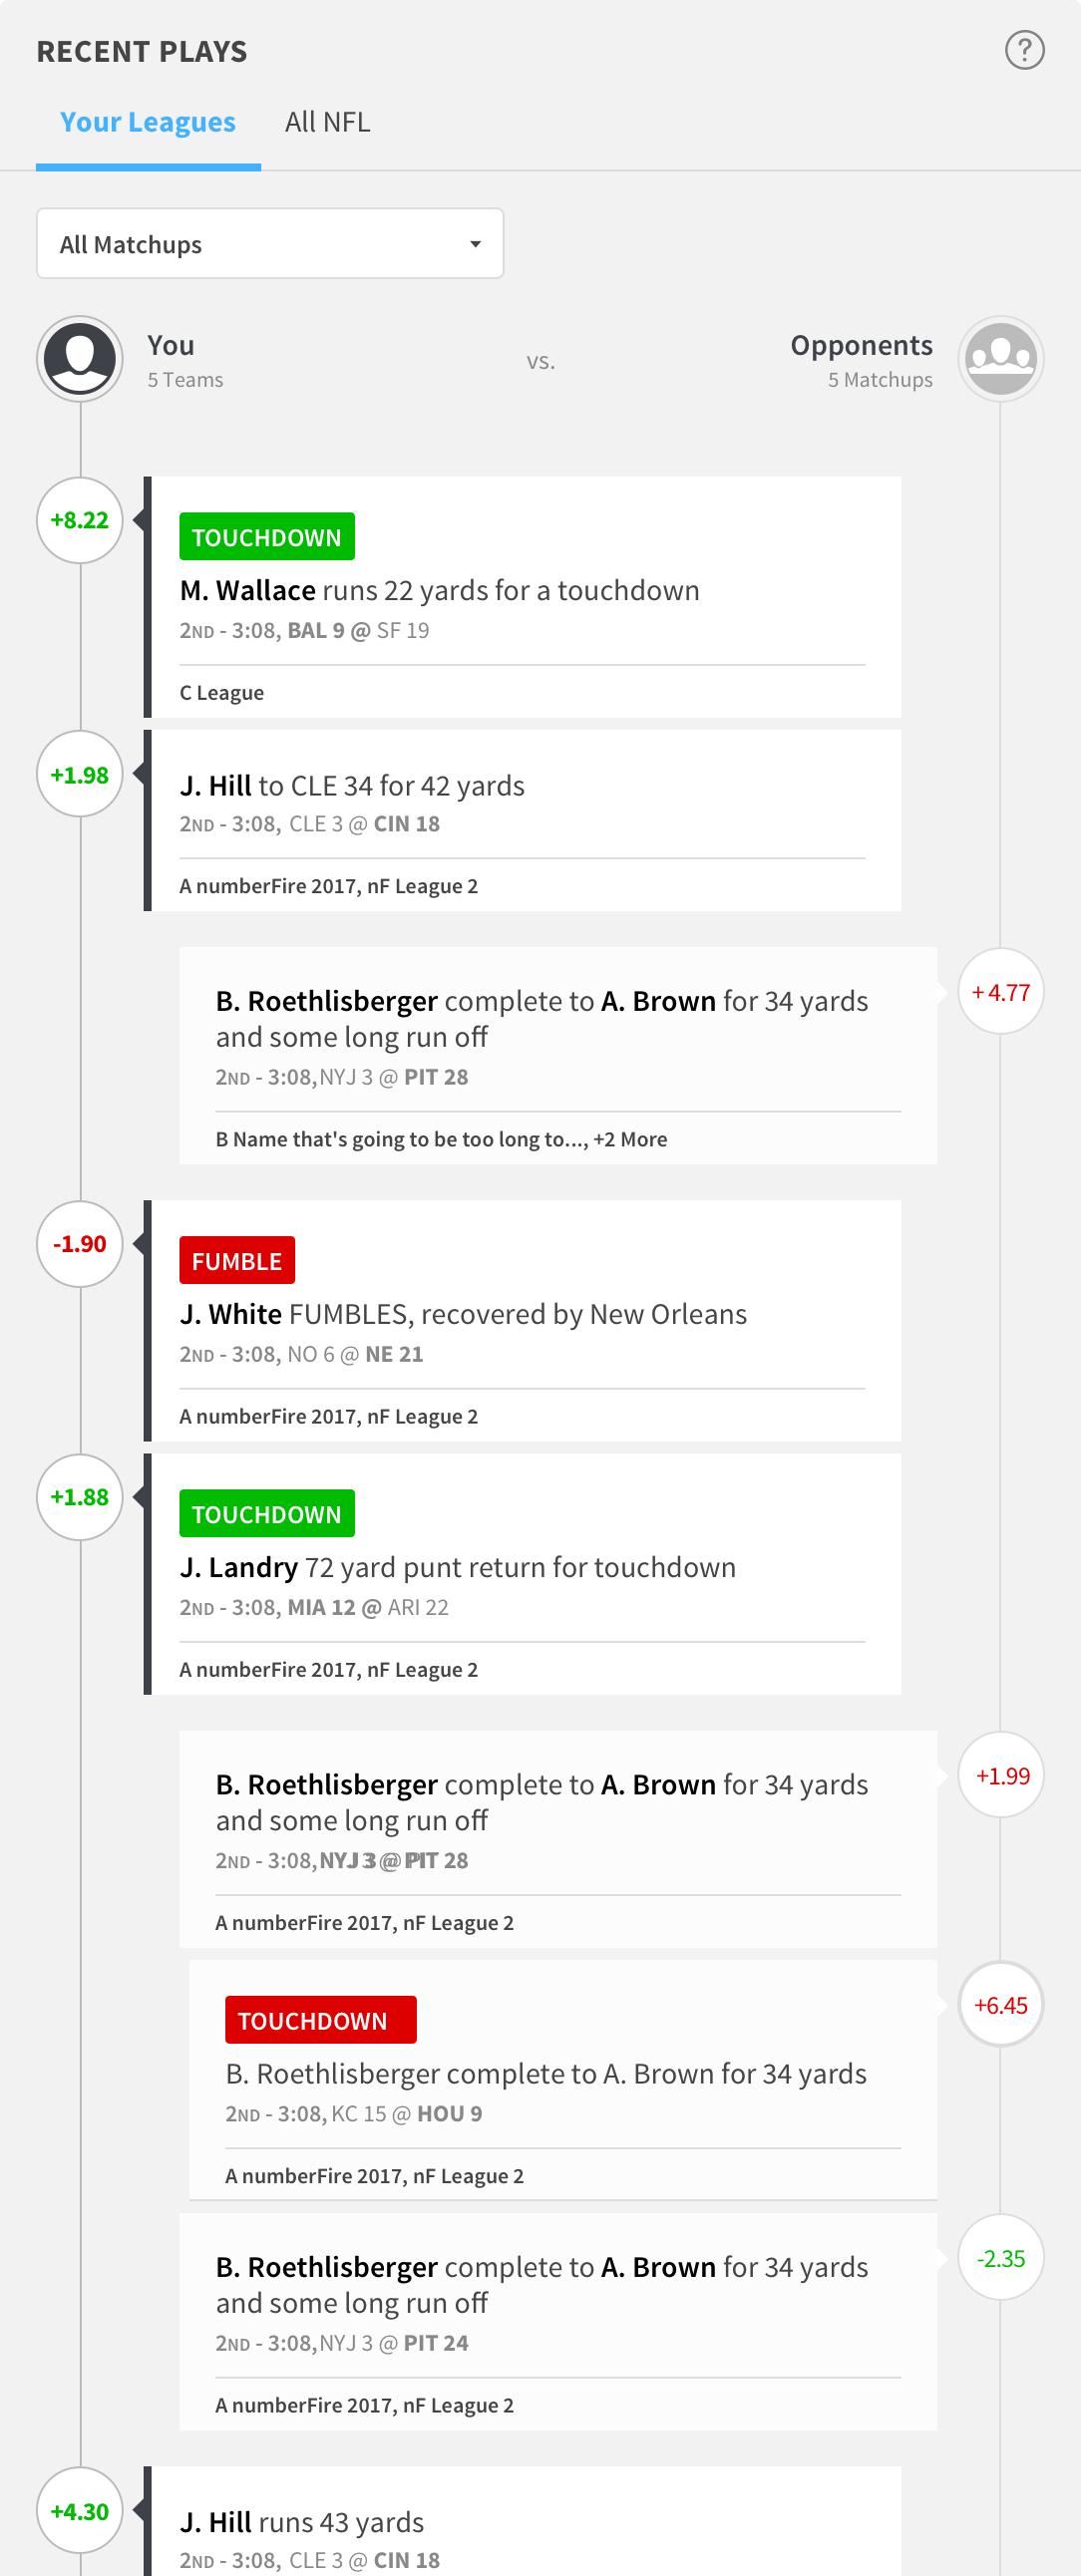 RECENT PLAYS
?
Your Leagues
All NFL
All Matchups
You
5 Teams
vs.
Opponents
5 Matchups
+8.22
TOUCHDOWN
M. Wallace runs 22 yards for a touchdown
2ND - 3:08, BAL 9 @ SF 19
C League
+1.98
J. Hill to CLE 34 for 42 yards
2ND - 3:08, CLE 3 @ CIN 18
A numberFire 2017, nF League 2
B. Roethlisberger complete to A. Brown for 34 yards
and some long run off
2ND - 3:08, NYJ 3 @ PIT 28
B Name that's going to be too long to..., +2 More
+ 4.77
-1.90
FUMBLE
J. White FUMBLES, recovered by New Orleans
2ND - 3:08, NO 6 @ NE 21
A numberFire 2017, nF League 2
+1.88
TOUCHDOWN
J. Landry 72 yard punt return for touchdown
2ND - 3:08, MIA 12 @ ARI 22
A numberFire 2017, nF League 2
B. Roethlisberger complete to A. Brown for 34 yards
and some long run off
2ND - 3:08, NYJ 3 @ PIT 28
A numberFire 2017, nF League 2
+1.99
TOUCHDOWN
B. Roethlisberger complete to A. Brown for 34 yards
2ND - 3:08, KC 15 @ HOU 9
A numberFire 2017, nF League 2
+6.45
B. Roethlisberger complete to A. Brown for 34 yards
and some long run off
2ND - 3:08, NYJ 3 @ PIT 24
A numberFire 2017, nF League 2
-2.35
+4.30
J. Hill runs 43 yards
2ND - 3:08, CLE 3 @ CIN 18